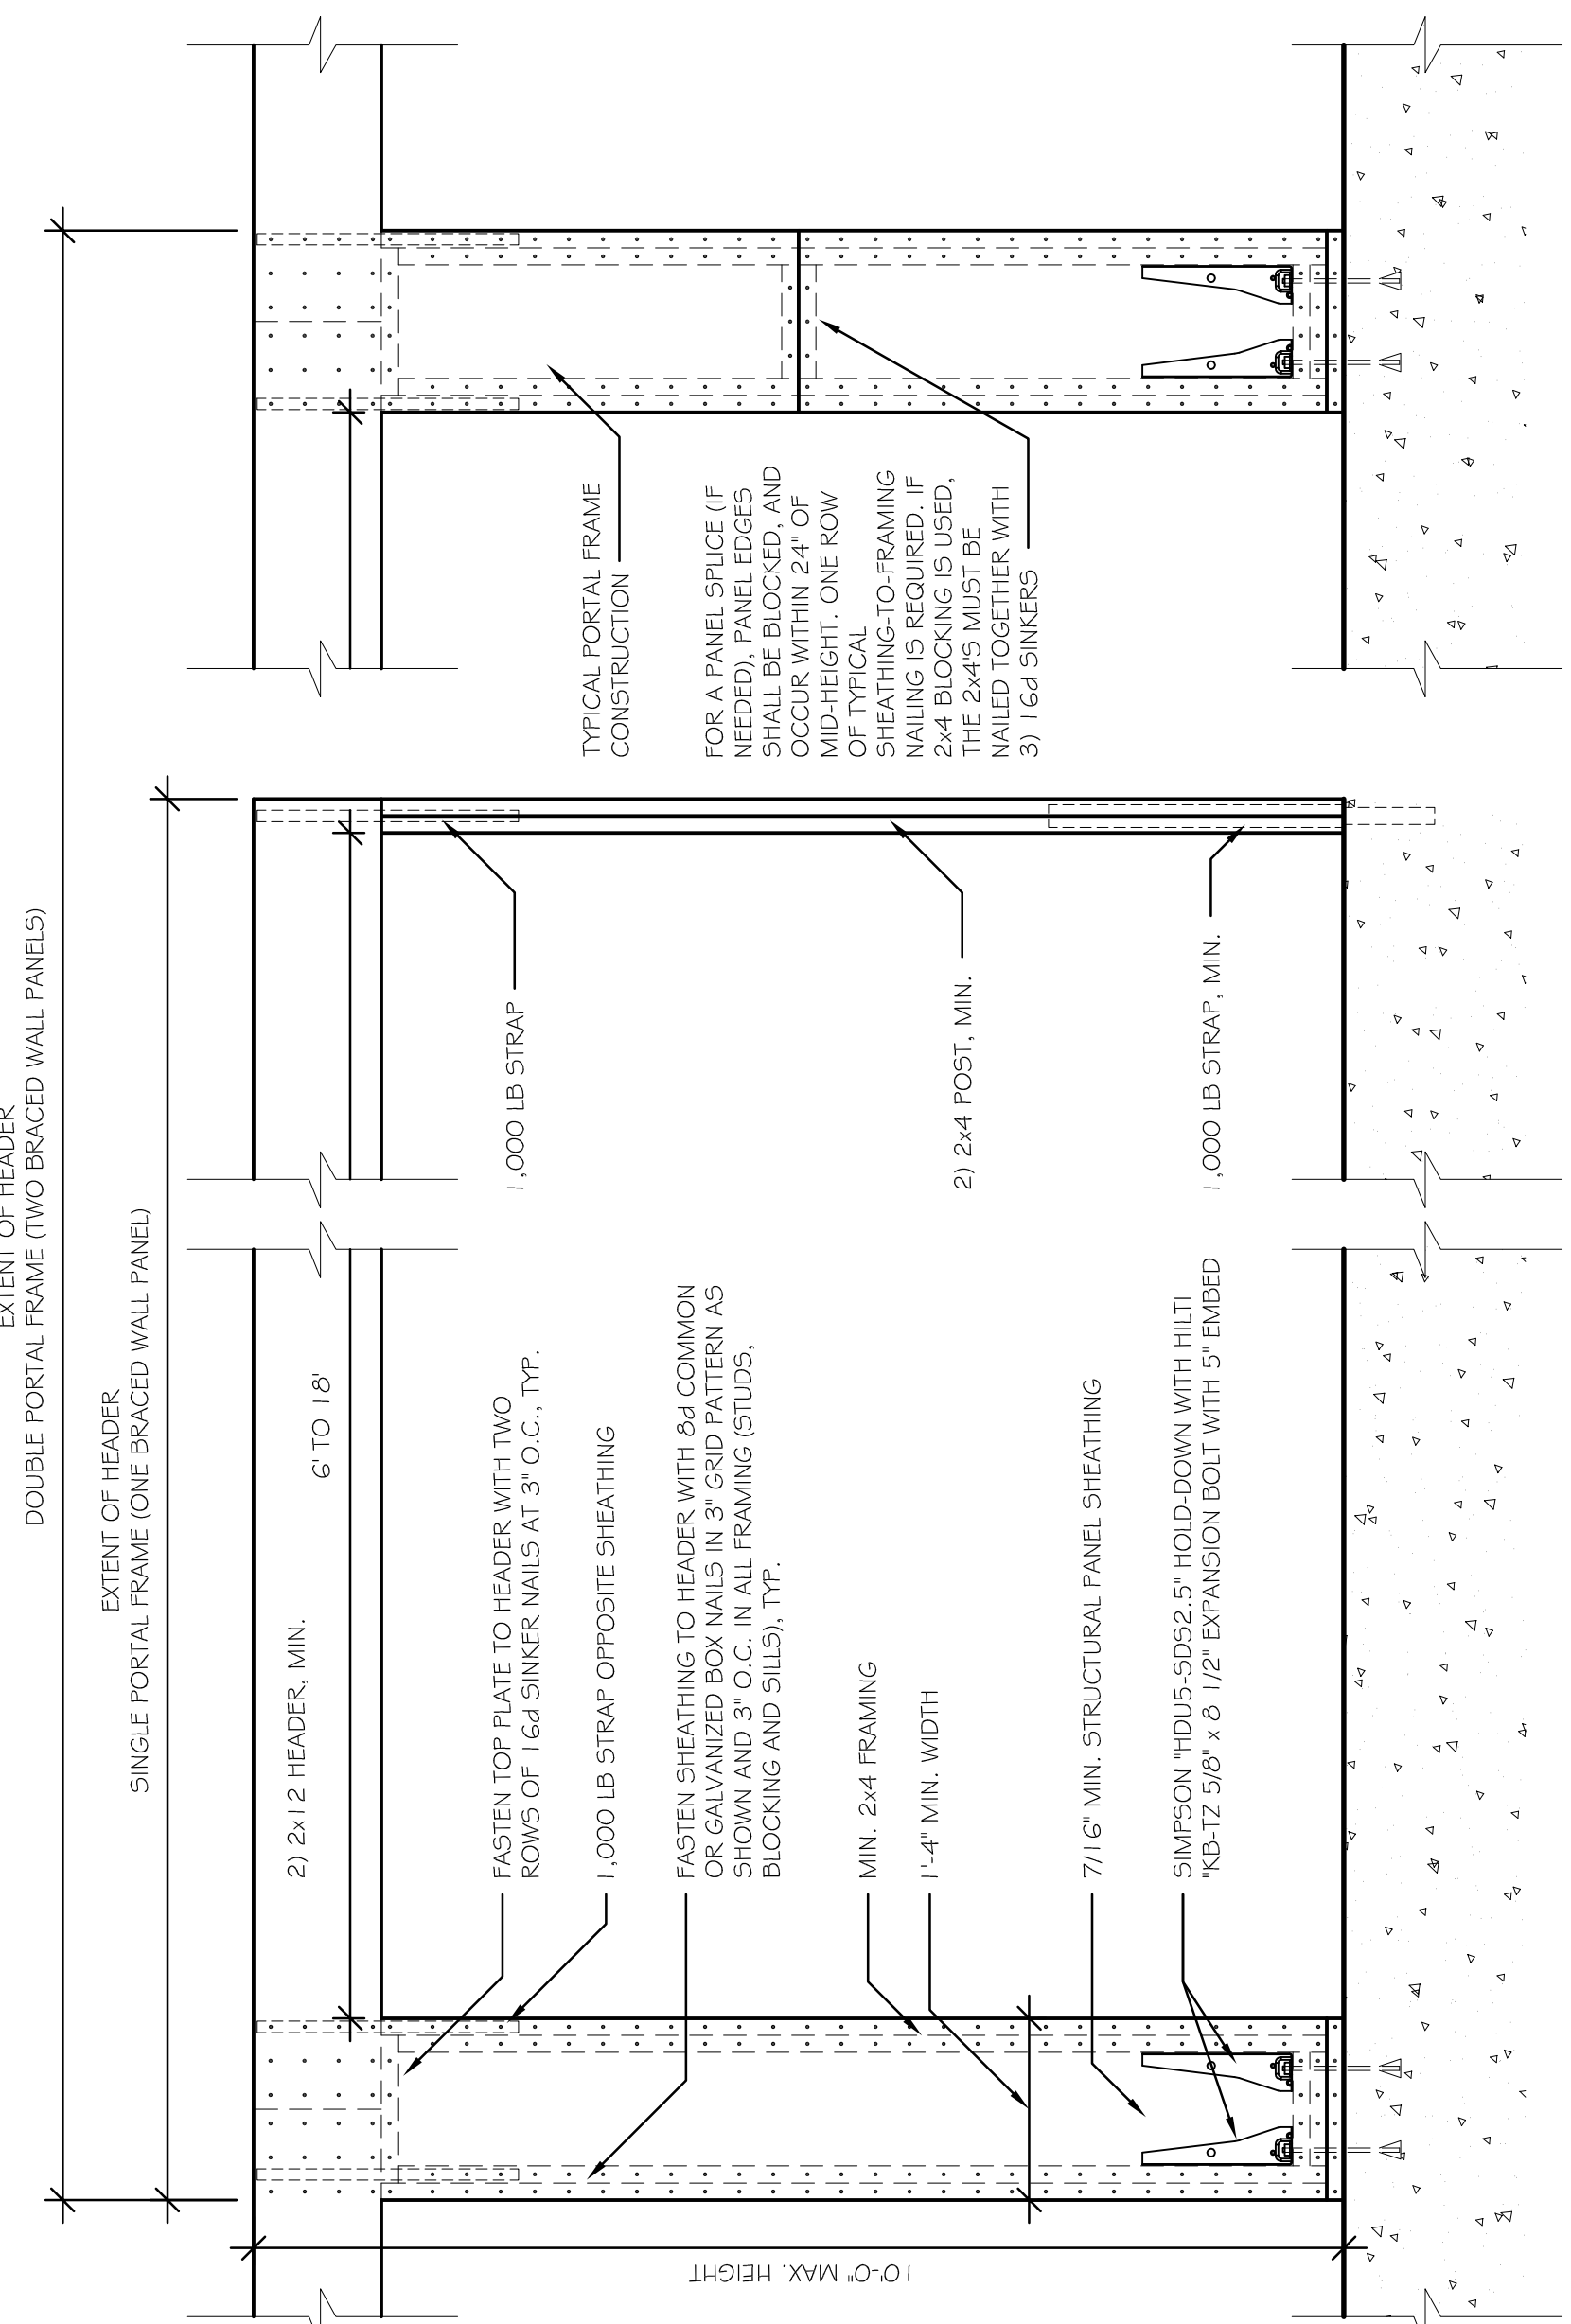 EXTENT OF HEADER
DOUBLE PORTAL FRAME (TWO BRACED WALL PANELS)
EXTENT OF HEADER
SINGLE PORTAL FRAME (ONE BRACED WALL PANEL)
2) 2x12 HEADER, MIN.
6' TO 18'
FASTEN TOP PLATE TO HEADER WITH TWO
ROWS OF 16d SINKER NAILS AT 3" O.C., TYP.
1,000 LB STRAP OPPOSITE SHEATHING
FASTEN SHEATHING TO HEADER WITH 8d COMMON
OR GALVANIZED BOX NAILS IN 3" GRID PATTERN AS
SHOWN AND 3" O.C. IN ALL FRAMING (STUDS,
BLOCKING AND SILLS), TYP.
MIN. 2x4 FRAMING
1'-4" MIN. WIDTH
7/16" MIN. STRUCTURAL PANEL SHEATHING
SIMPSON "HDU5-SDS2.5" HOLD-DOWN WITH HILTI
"KB-TZ 5/8" x 8 1/2" EXPANSION BOLT WITH 5" EMBED
10'-0" MAX. HEIGHT
1,000 LB STRAP
2) 2x4 POST, MIN.
1,000 LB STRAP, MIN.
TYPICAL PORTAL FRAME
CONSTRUCTION
FOR A PANEL SPLICE (IF
NEEDED), PANEL EDGES
SHALL BE BLOCKED, AND
OCCUR WITHIN 24" OF
MID-HEIGHT. ONE ROW
OF TYPICAL
SHEATHING-TO-FRAMING
NAILING IS REQUIRED. IF
2x4 BLOCKING IS USED,
THE 2x4'S MUST BE
NAILED TOGETHER WITH
3) 16d SINKERS